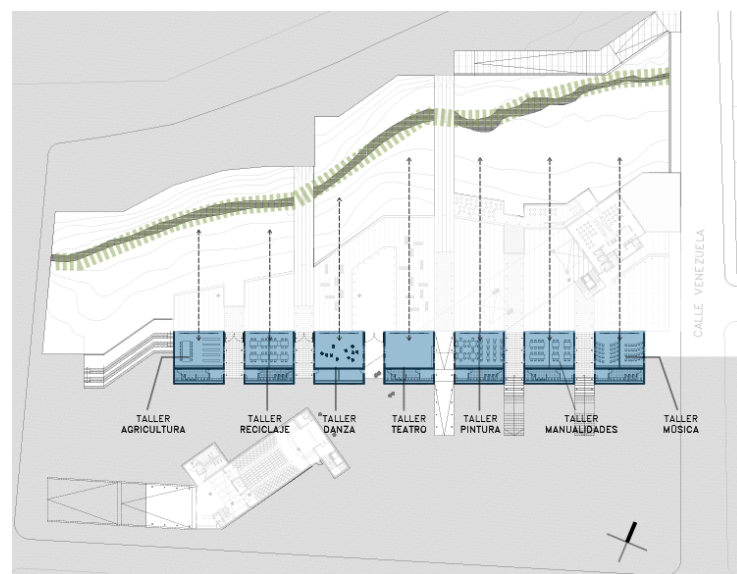 CALLE VENEZUELA
TALLER
AGRICULTURA
TALLER
RECICLAJE
TALLER
DANZA
TALLER
TEATRO
TALLER
PINTURA
TALLER
MANUALIDADES
TALLER
MÚSICA